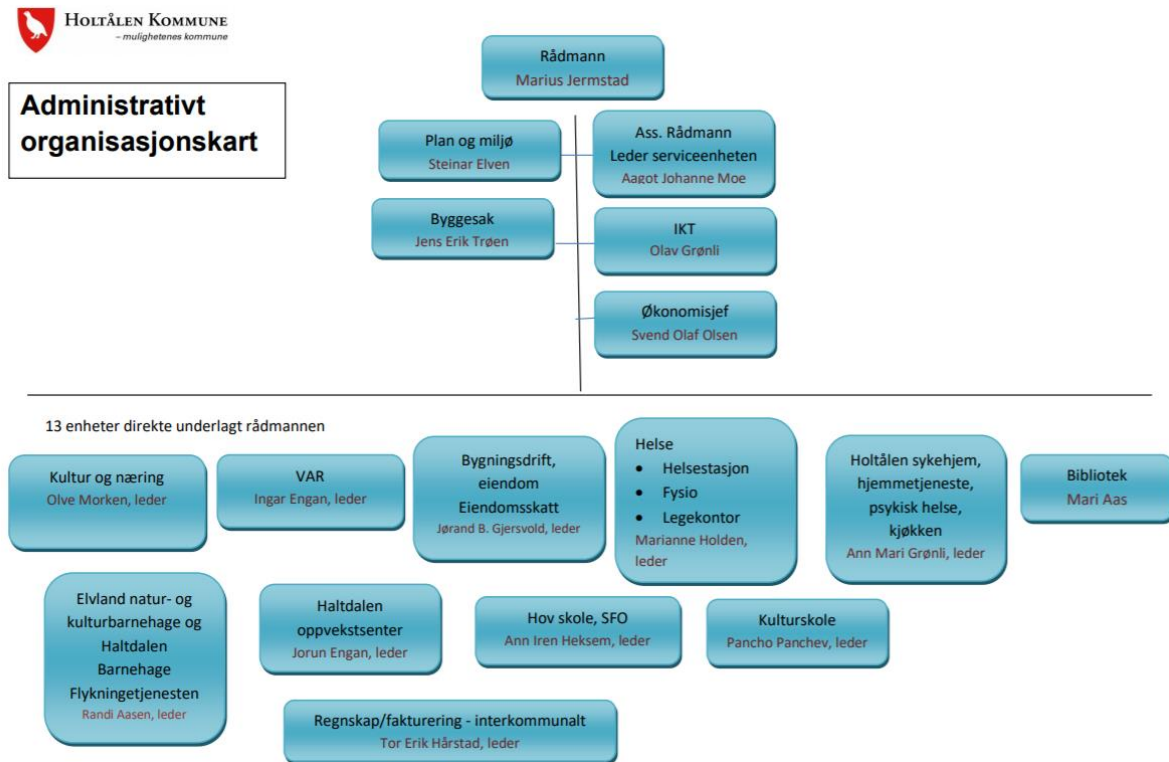 HOLTÅLEN KOMMUNE
– mulighetenes kommune
Administrativt
organisasjonskart
Rådmann
Marius Jermstad
Plan og miljø
Steinar Elven
Ass. Rådmann
Leder serviceenheten
Aagot Johanne Moe
Byggesak
Jens Erik Trøen
IKT
Olav Grønli
Økonomisjef
Svend Olaf Olsen
13 enheter direkte underlagt rådmannen
Kultur og næring
Olve Morken, leder
VAR
Ingar Engan, leder
Bygningsdrift,
eiendom
Eiendomsskatt
Jørand B. Gjersvold, leder
Helse
• Helsestasjon
• Fysio
• Legekontor
Marianne Holden,
leder
Holtålen sykehjem,
hjemmetjeneste,
psykisk helse,
kjøkken
Ann Mari Grønli, leder
Bibliotek
Mari Aas
Elvland natur- og
kulturbarnehage og
Haltdalen
Barnehage
Flykningetjenesten
Randi Aasen, leder
Haltdalen
oppvekstsenter
Jorun Engan, leder
Hov skole, SFO
Ann Iren Heksem, leder
Kulturskole
Pancho Panchev, leder
Regnskap/fakturering - interkommunalt
Tor Erik Hårstad, leder